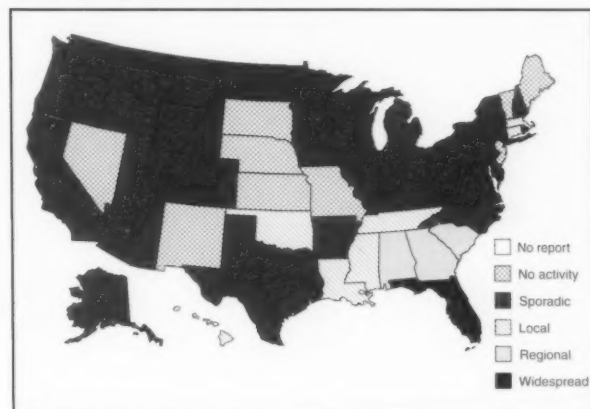 No report
No activity
Sporadic
Local
Regional
Widespread